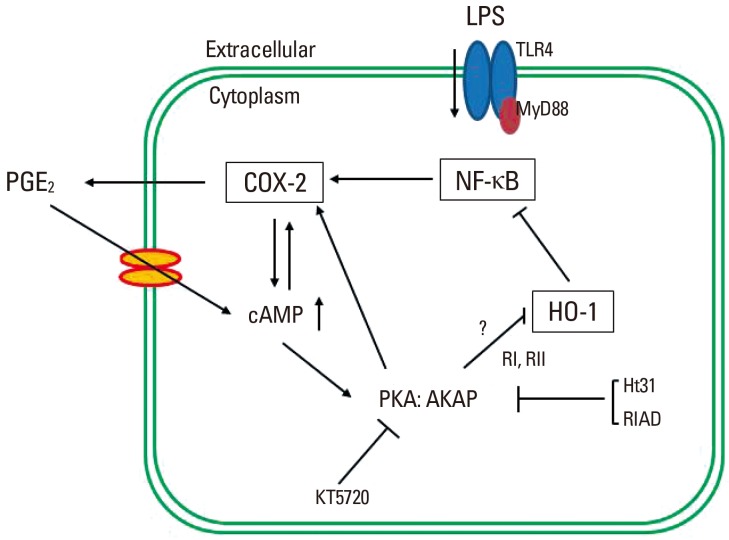 LPS
Extracellular
TLR4
Cytoplasm
MyD88
PGE2
COX-2
NF-κB
cAMP
HO-1
?
RI, RII
PKA: AKAP
Ht31
RIAD
KT5720